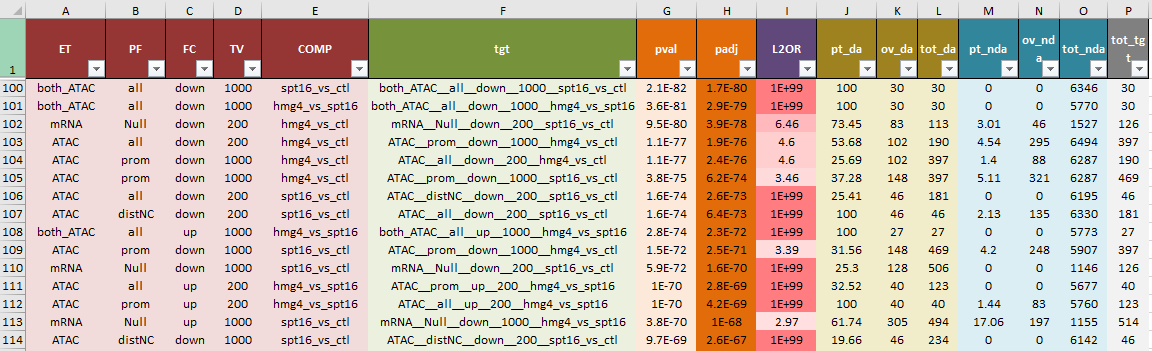 A B C D E F G H I J K L M N O P
1 ET PF FC TV COMP tgt pval padj L2OR pt_da ov_da tot_da pt_nda ov_nda tot_nda tot_tgt
100 both_ATAC all down 1000 spt16_vs_ctl both_ATAC__all__down__1000__spt16_vs_ctl 2.1E-82 1.7E-80 1E+99 100 30 30 0 0 6346 30
101 both_ATAC all down 1000 hmg4_vs_spt16 both_ATAC__all__down__1000__hmg4_vs_spt16 3.6E-81 2.9E-79 1E+99 100 30 30 0 0 5770 30
102 mRNA Null down 200 hmg4_vs_ctl mRNA__Null__down__200__spt16_vs_ctl 9.5E-80 3.9E-78 6.46 73.45 83 113 3.01 46 1527 126
103 ATAC all down 200 hmg4_vs_ctl ATAC__prom__down__1000__hmg4_vs_ctl 1.1E-77 1.9E-76 4.6 53.68 102 190 4.54 295 6494 397
104 ATAC prom down 1000 hmg4_vs_ctl ATAC__all__down__200__hmg4_vs_ctl 1.1E-77 2.4E-76 4.6 25.69 102 397 1.4 88 6287 190
105 ATAC prom down 1000 hmg4_vs_ctl ATAC__prom__down__1000__spt16_vs_ctl 3.8E-75 6.2E-74 3.46 37.28 148 397 5.11 321 6287 469
106 ATAC all down 200 spt16_vs_ctl ATAC__distNC__down__200__spt16_vs_ctl 1.6E-74 2.6E-73 1E+99 25.41 46 181 0 0 6195 46
107 ATAC distNC down 200 spt16_vs_ctl ATAC__all__down__200__spt16_vs_ctl 1.6E-74 6.4E-73 1E+99 100 46 46 2.13 135 6330 181
108 both_ATAC all up 1000 hmg4_vs_spt16 both_ATAC__all__up__1000__hmg4_vs_spt16 2.8E-74 2.3E-72 1E+99 100 27 27 0 0 5773 27
109 ATAC prom down 1000 spt16_vs_ctl ATAC__prom__down__1000__hmg4_vs_ctl 1.5E-72 2.5E-71 3.39 31.56 148 469 4.2 248 5907 397
110 mRNA Null down 1000 spt16_vs_ctl mRNA__Null__down__200__spt16_vs_ctl 5.9E-72 1.6E-70 1E+99 25.3 128 506 0 0 1146 126
111 ATAC all up 200 hmg4_vs_spt16 ATAC__prom__up__200__hmg4_vs_spt16 1E-70 2.8E-69 1E+99 32.52 40 123 0 0 5677 40
112 ATAC prom up 200 hmg4_vs_spt16 ATAC__all__up__200__hmg4_vs_spt16 1E-70 4.2E-69 1E+99 100 40 40 1.44 83 5760 123
113 mRNA Null up 1000 spt16_vs_ctl mRNA__Null__down__1000__hmg4_vs_spt16 3.8E-70 1E-68 2.97 61.74 305 494 17.06 197 1155 514
114 ATAC distNC down 1000 spt16_vs_ctl ATAC__distNC__down__200__spt16_vs_ctl 9.7E-69 2.6E-67 1E+99 19.66 46 234 0 0 6142 46